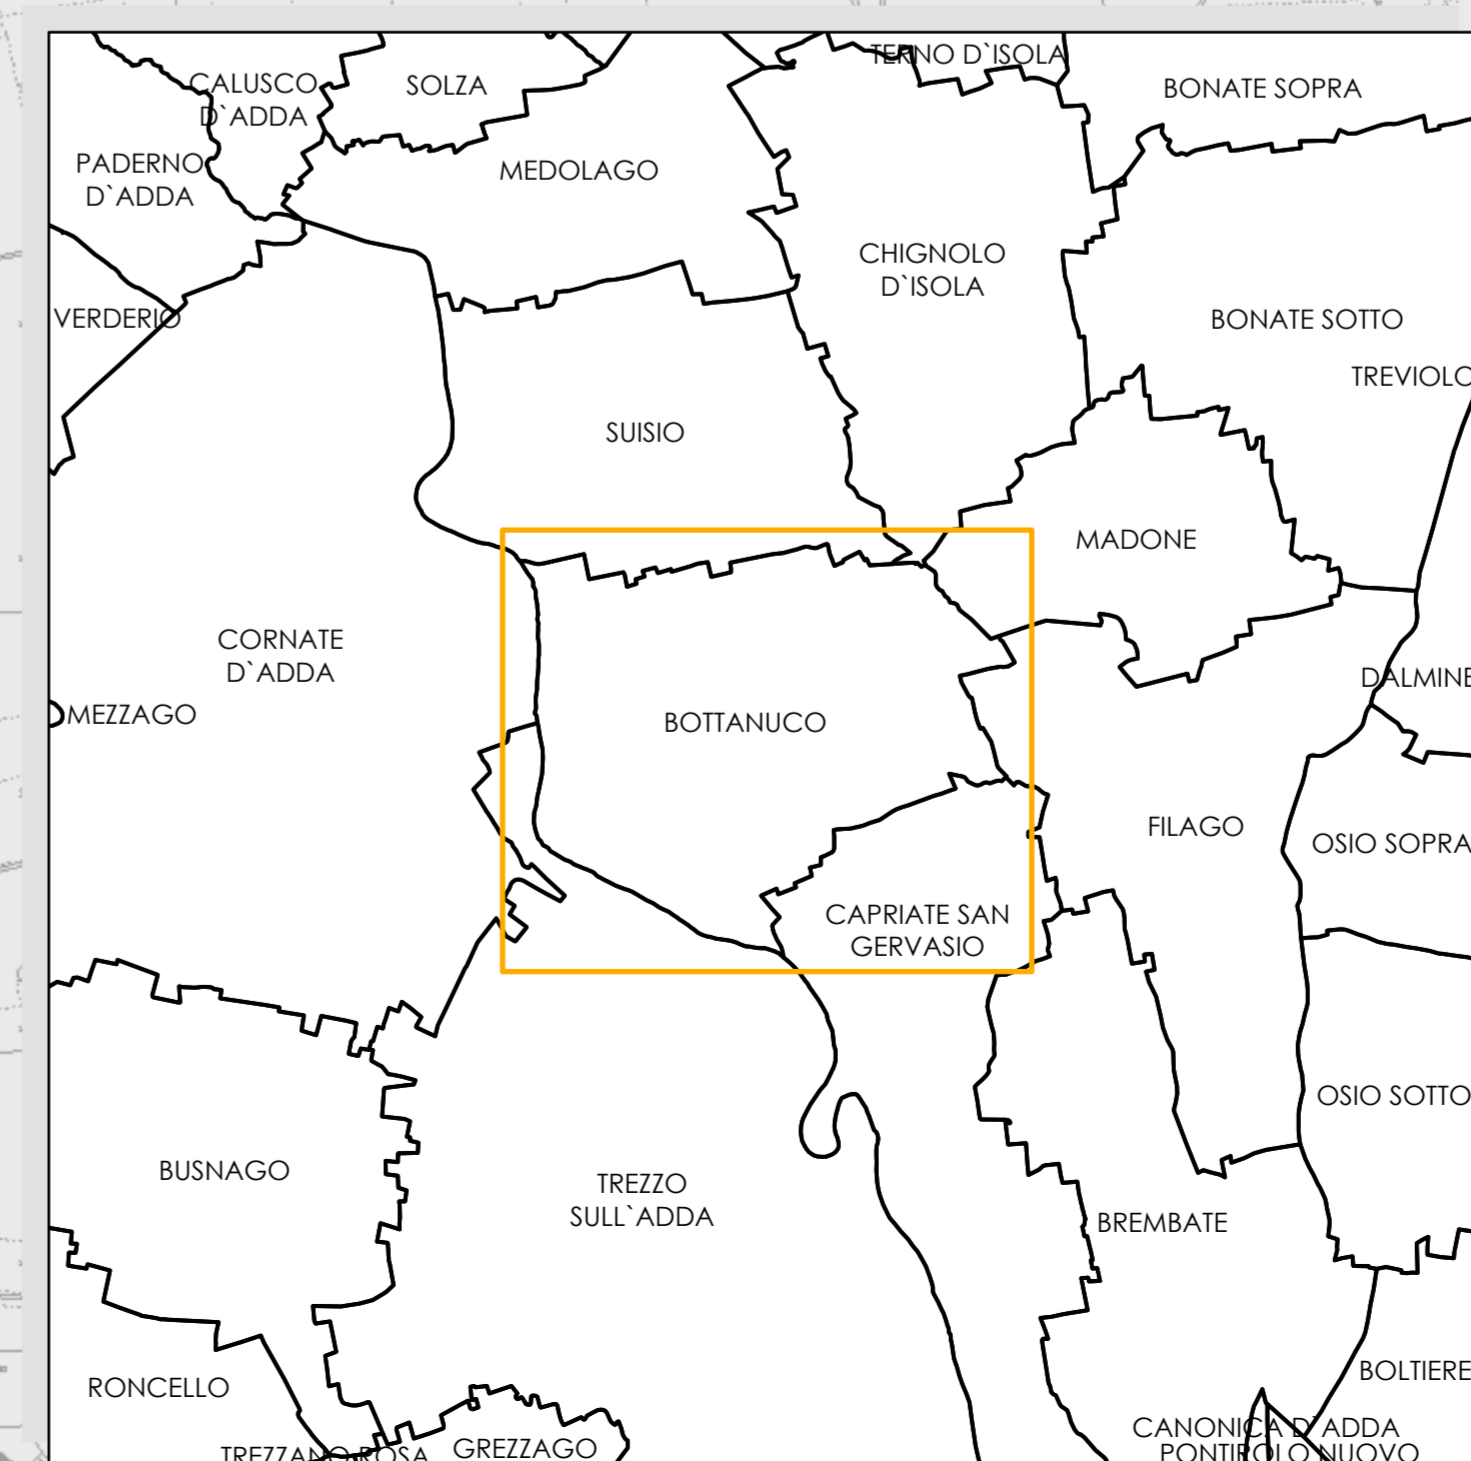 TERNO D`ISOLA
CALUSCO
D`ADDA
SOLZA
BONATE SOPRA
PADERNO
D`ADDA
MEDOLAGO
CHIGNOLO
D`ISOLA
VERDERIO
BONATE SOTTO
TREVIOLO
SUISIO
MADONE
CORNATE
D`ADDA
DALMINE
MEZZAGO
BOTTANUCO
FILAGO
OSIO SOPRA
CAPRIATE SAN
GERVASIO
OSIO SOTTO
BUSNAGO
TREZZO
SULL`ADDA
BREMBATE
BOLTIERE
RONCELLO
CANONICA D`ADDA
GREZZAGO
TREZZANO ROSA
PONTIROLO NUOVO